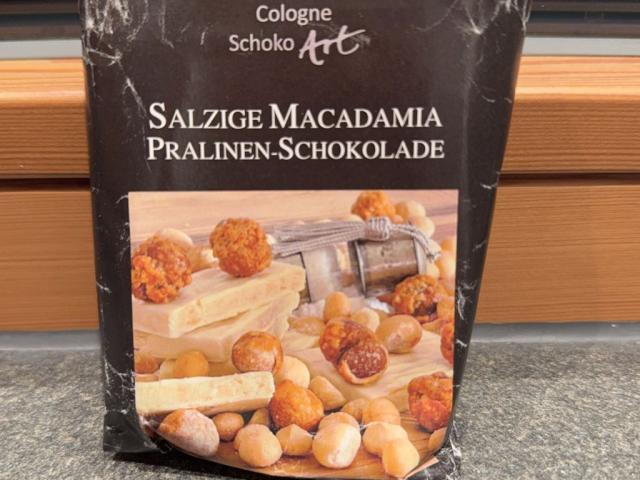 Cologne
Schoko Art
SALZIGE MACADAMIA
PRALINEN-SCHOKOLADE